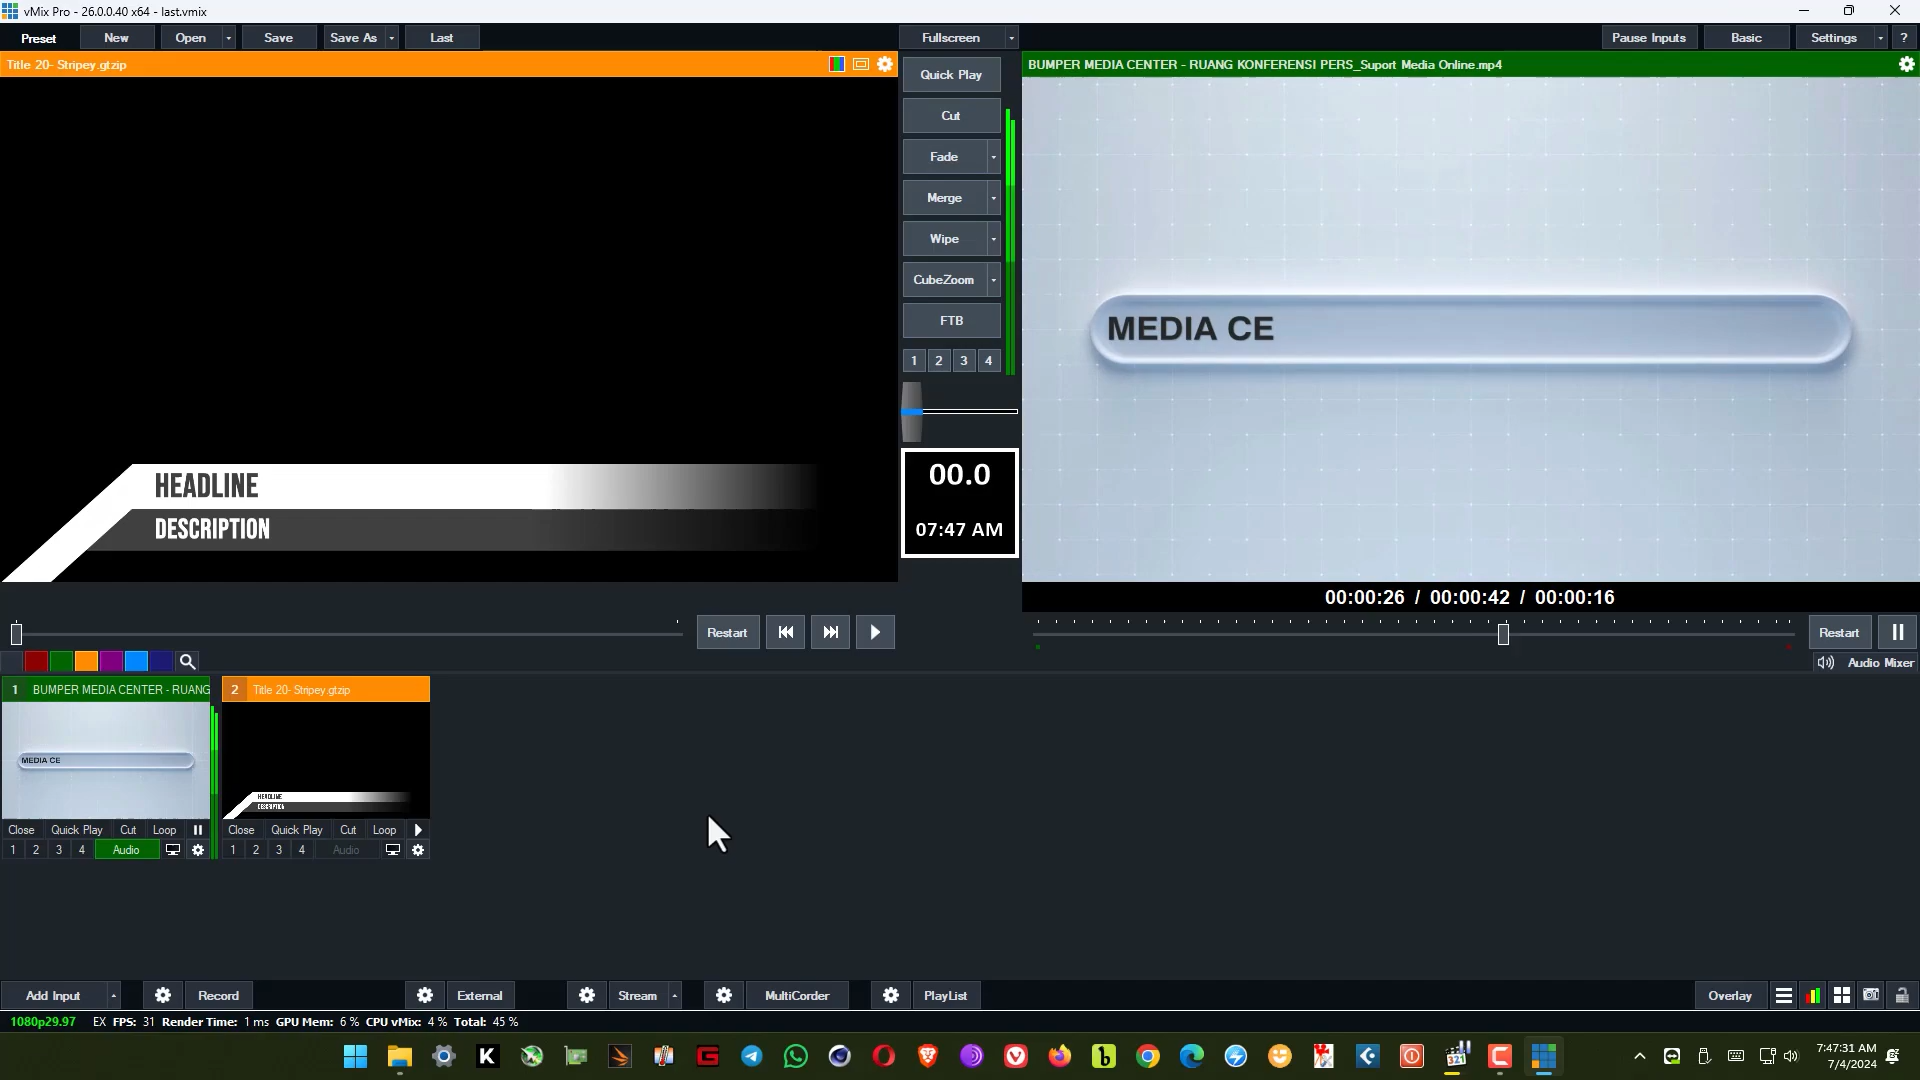 vMix Pro - 26.0.0.40 x64 - last.vmix
Preset New Open Save Save As Last Fullscreen Pause Inputs Basic Settings ?
Title 20- Stripey.gtzip
HEADLINE
DESCRIPTION
Quick Play
Cut
Fade
Merge
Wipe
CubeZoom
FTB
1 2 3 4
00.0
07:47 AM
BUMPER MEDIA CENTER - RUANG KONFERENSI PERS_Suport Media Online.mp4
MEDIA CE
00:00:26 / 00:00:42 / 00:00:16
Restart
Restart
Audio Mixer
1 BUMPER MEDIA CENTER - RUANG
MEDIA CE
Close Quick Play Cut Loop
1 2 3 4 Audio
2 Title 20- Stripey.gtzip
HEADLINE
DESCRIPTION
Close Quick Play Cut Loop
1 2 3 4 Audio
Add Input Record External Stream MultiCorder PlayList Overlay
1080p29.97 EX FPS: 31 Render Time: 1 ms GPU Mem: 6 % CPU vMix: 4 % Total: 45 %
K
b
321
7:47:31 AM
7/4/2024